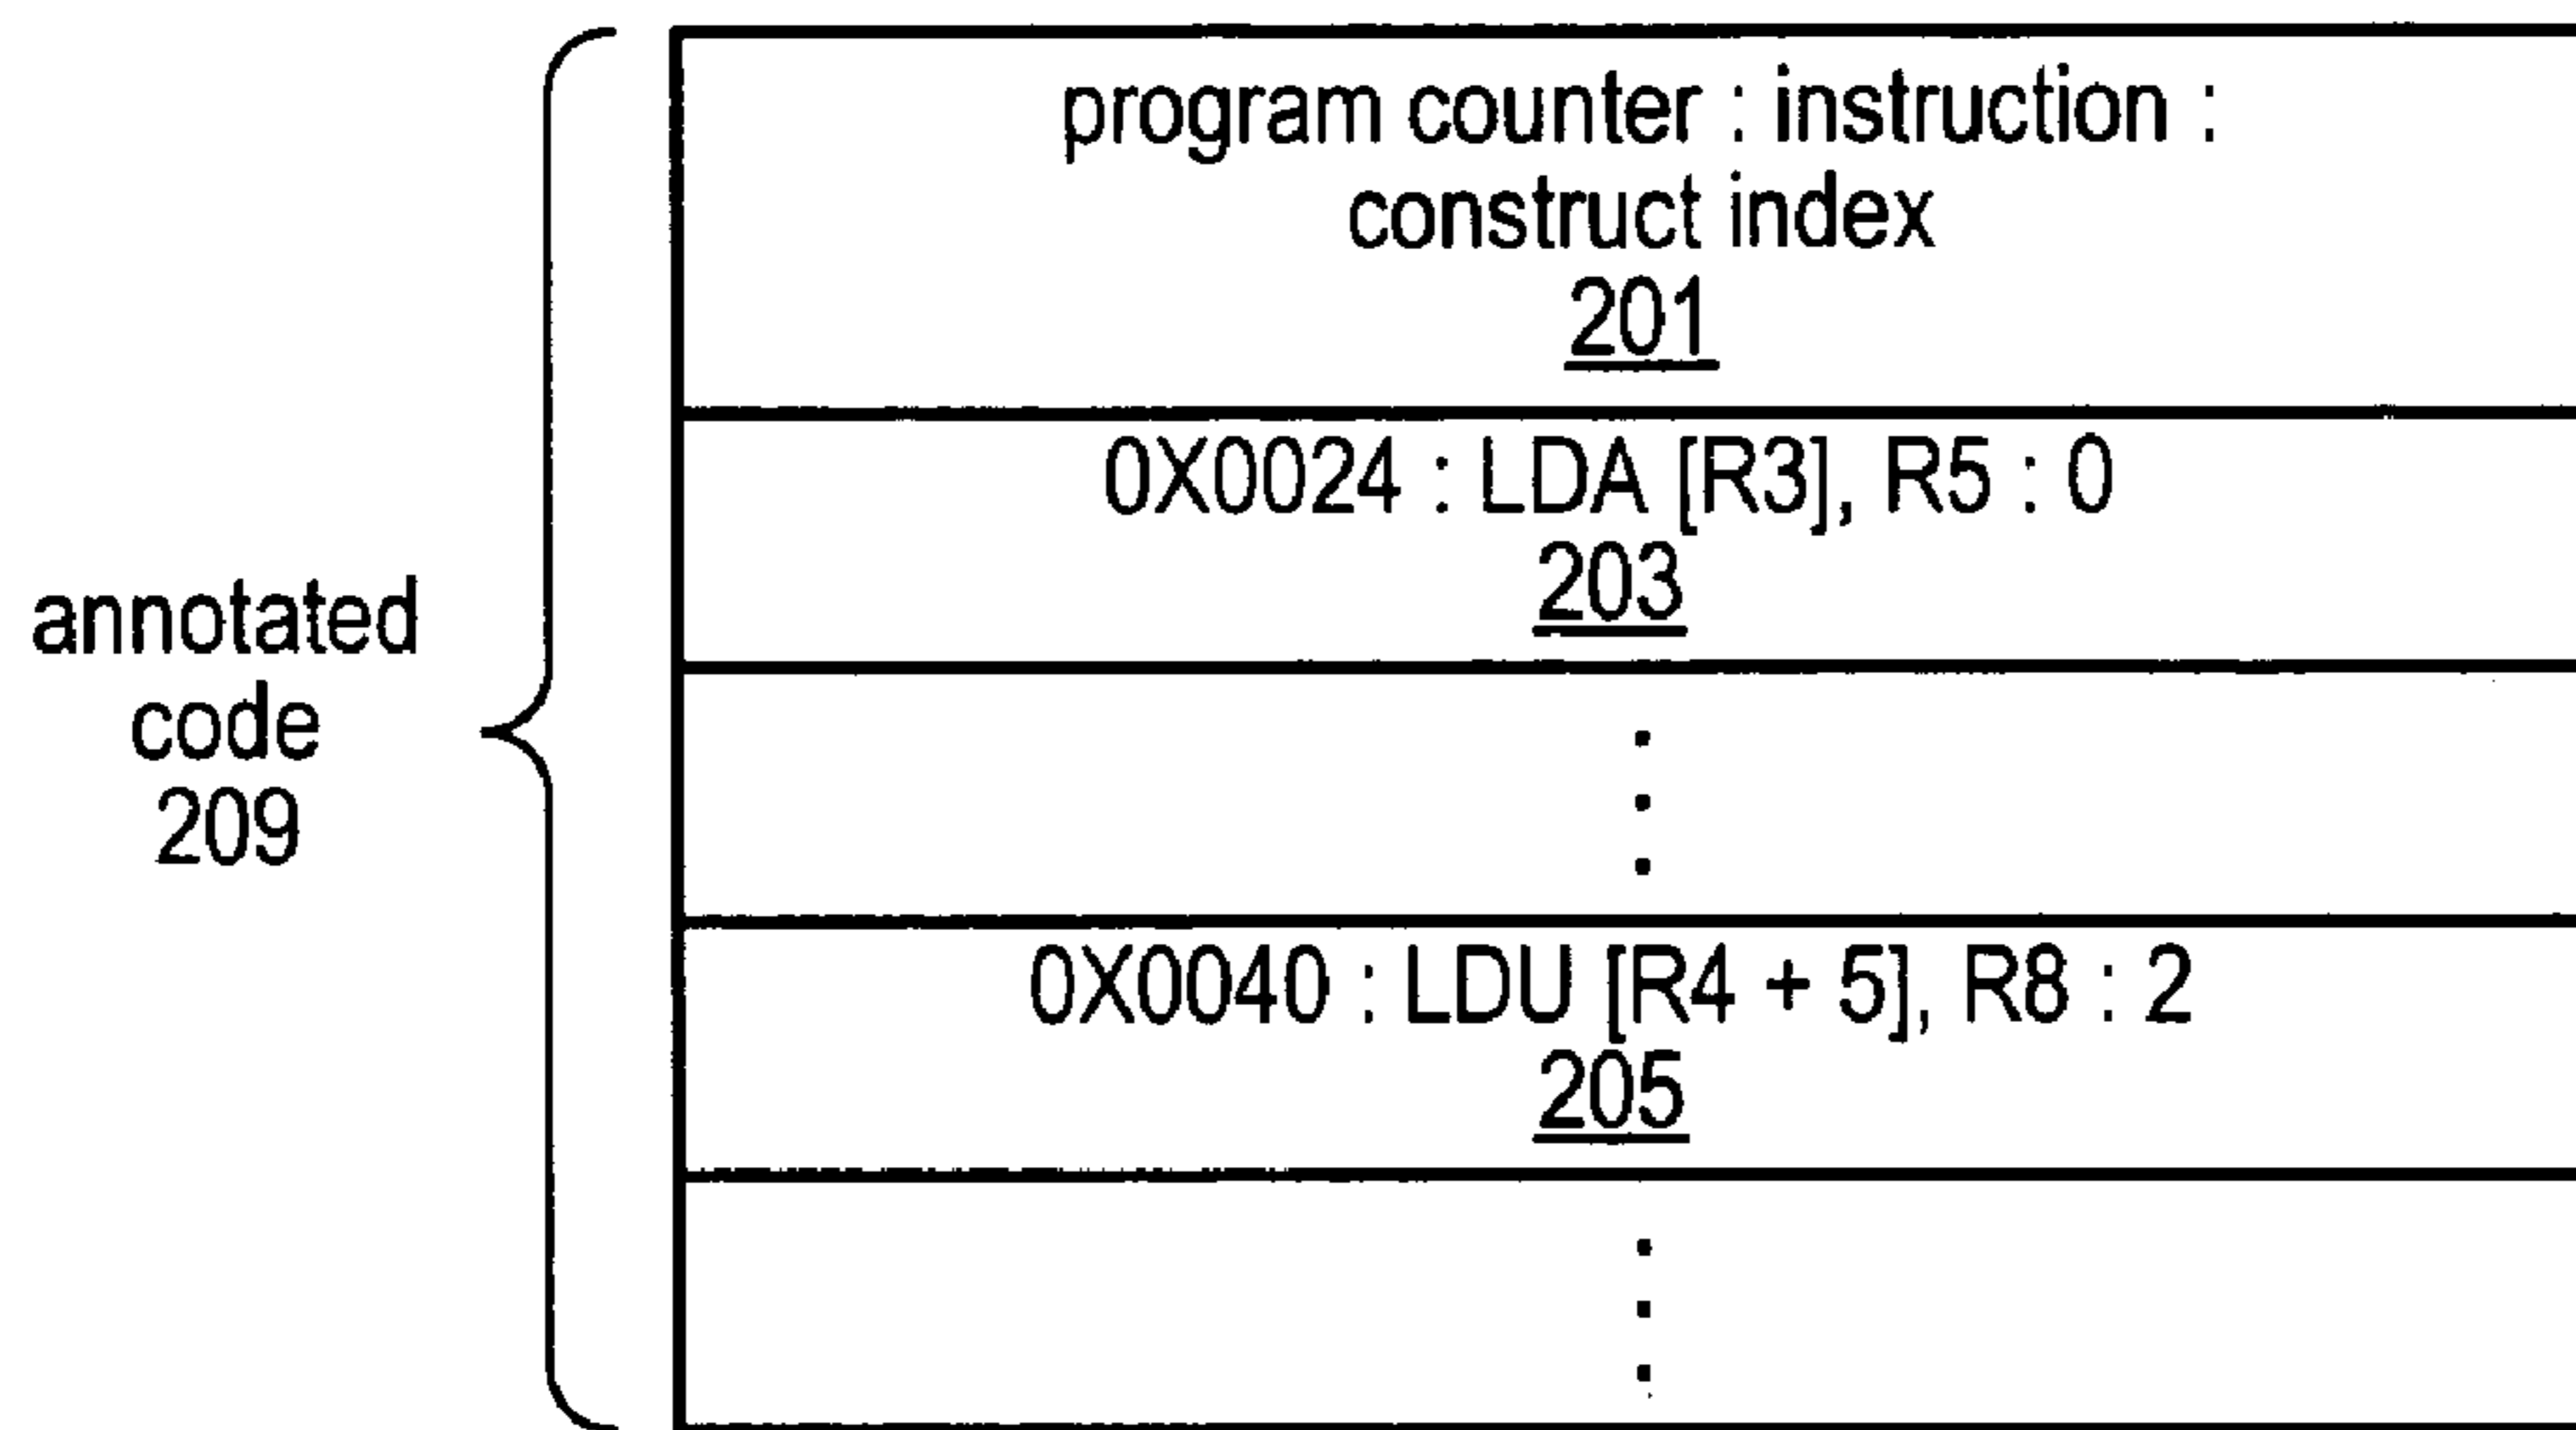 program counter : instruction :
construct index
201
0X0024 : LDA [R3], R5 : 0
203
annotated
code
209
0X0040 : LDU [R4 + 5], R8 : 2
205